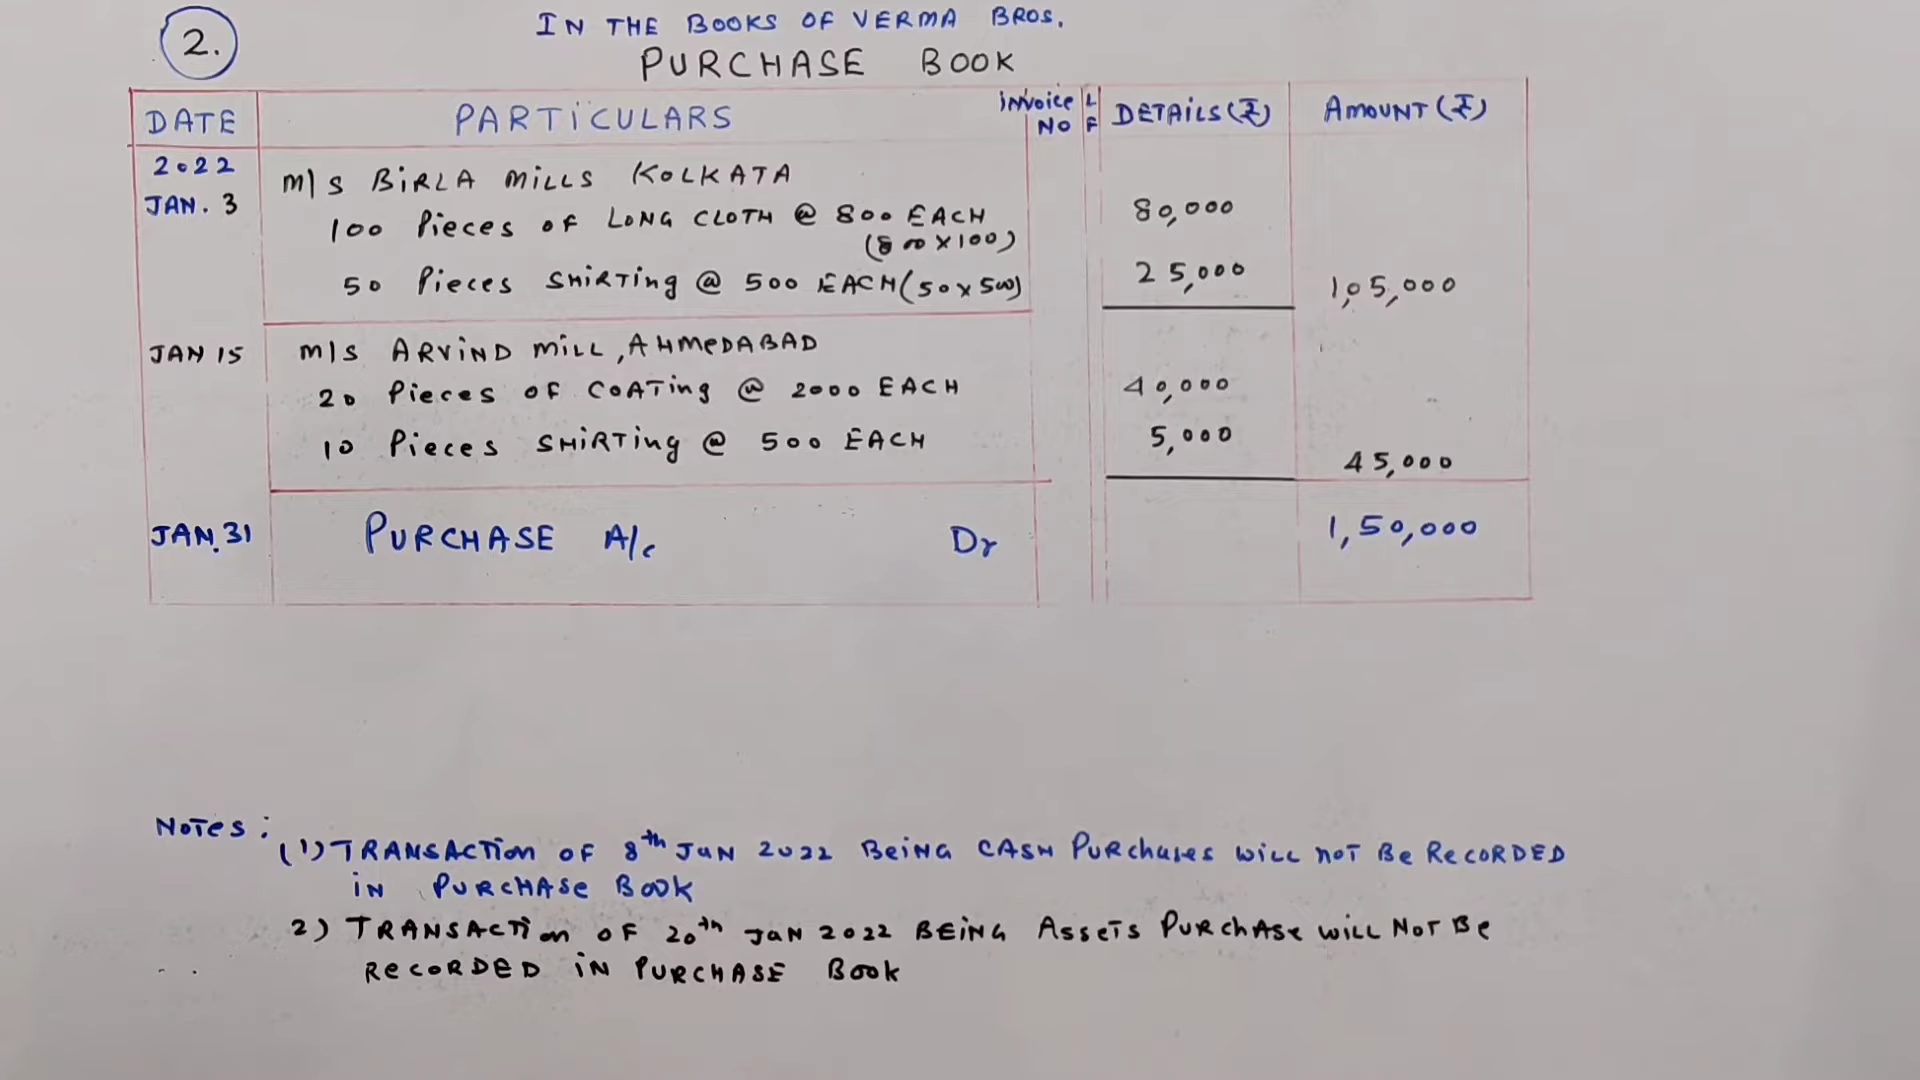 2.
IN THE BOOKS OF VERMA BROS.
PURCHASE BOOK
DATE PARTICULARS Invoice No L F DETAILS (₹) AMOUNT (₹)
2022
JAN. 3 M/S BIRLA MILLS KOLKATA
100 Pieces OF LONG CLOTH @ 800 EACH 80,000
(800 X 100)
50 Pieces SHIRTing @ 500 EACH (50 x 500) 25,000 1,05,000
JAN 15 M/S ARVIND MILL, AHMEDABAD
20 Pieces OF COATing @ 2000 EACH 40,000
10 Pieces SHIRTing @ 500 EACH 5,000 45,000
JAN. 31 PURCHASE A/c Dr 1,50,000
NOTES :
(1) TRANSACTION OF 8th JAN 2022 BEING CASH PURchases WILL NOT BE RECORDED
IN PURCHASE BOOK
2) TRANSACTION OF 20th JAN 2022 BEING ASSETS PURCHASE WILL NOT BE
RECORDED IN PURCHASE BOOK